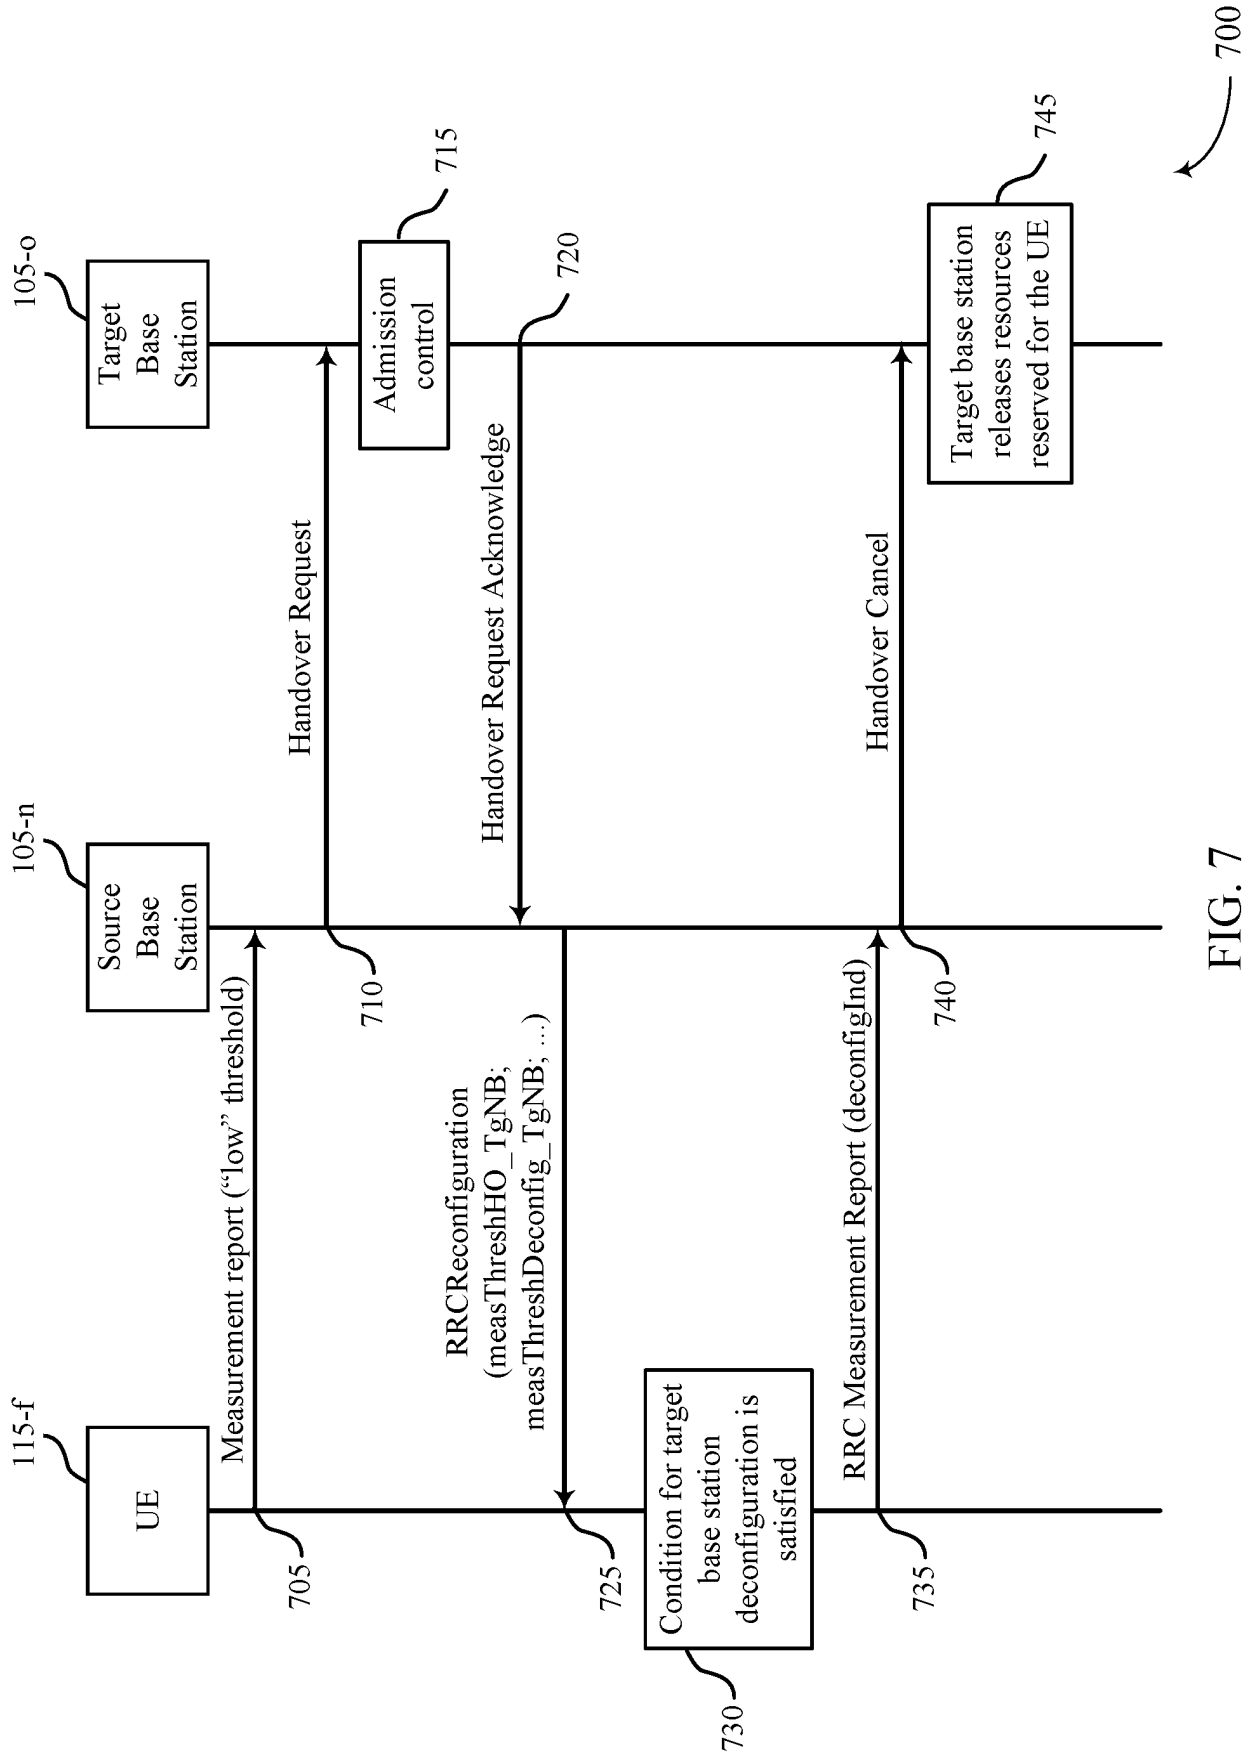 115-f
105-n
105-o
UE
Source
Base
Station
Target
Base
Station
Measurement report (“low” threshold)
705
Handover Request
710
Admission
control
715
Handover Request Acknowledge
720
RRCReconfiguration
(measThreshHO_TgNB;
measThreshDeconfig_TgNB; ...)
725
Condition for target
base station
deconfiguration is
satisfied
730
RRC Measurement Report (deconfigInd)
735
Handover Cancel
740
Target base station
releases resources
reserved for the UE
745
700
FIG. 7